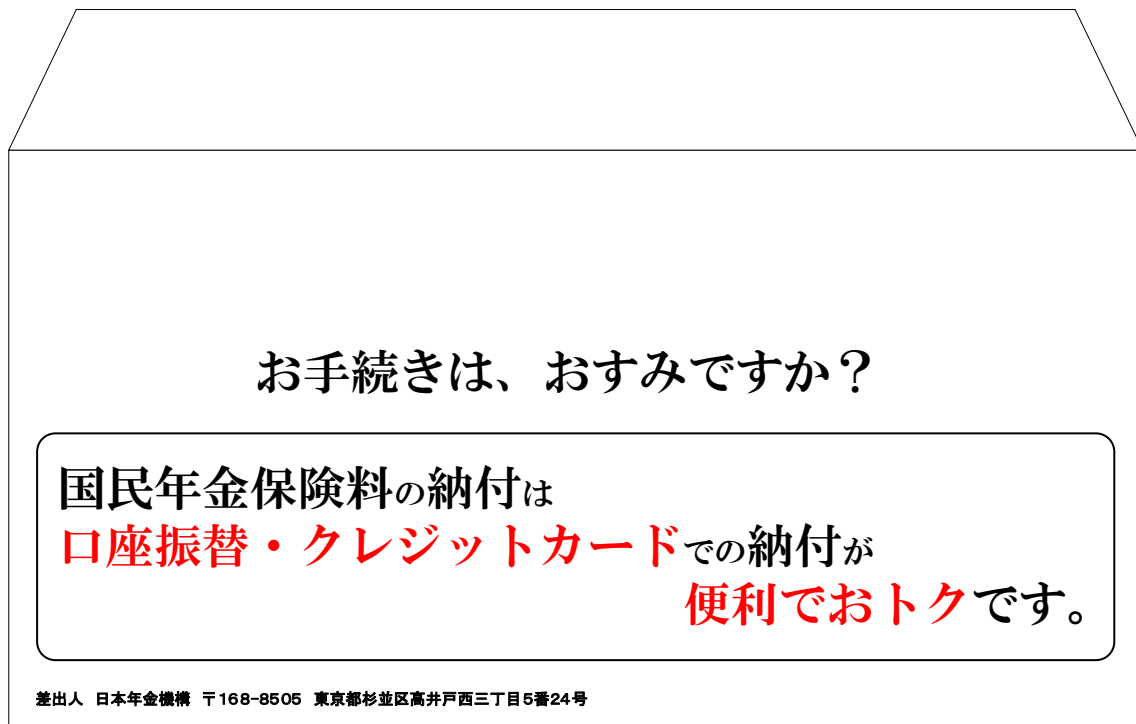 お手続きは、おすみですか？
国民年金保険料の納付は
口座振替・クレジットカードでの納付が
便利でおトクです。
差出人 日本年金機構 〒168-8505 東京都杉並区高井戸西三丁目5番24号